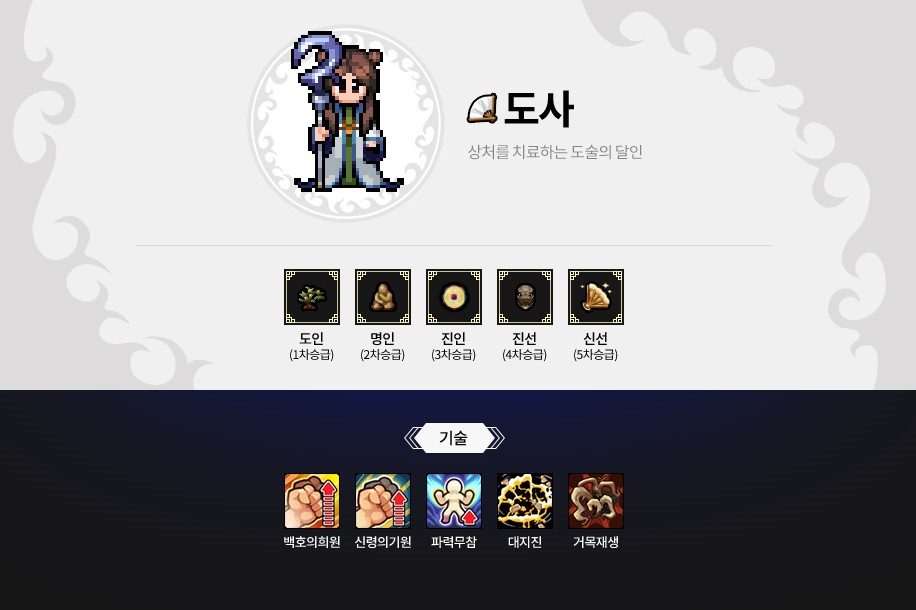 도사
상처를 치료하는 도술의 달인
도인 명인 진인 진선 신선
(1차승급) (2차승급) (3차승급) (4차승급) (5차승급)
기술
백호의희원 신령의기원 파력무참 대지진 거목재생